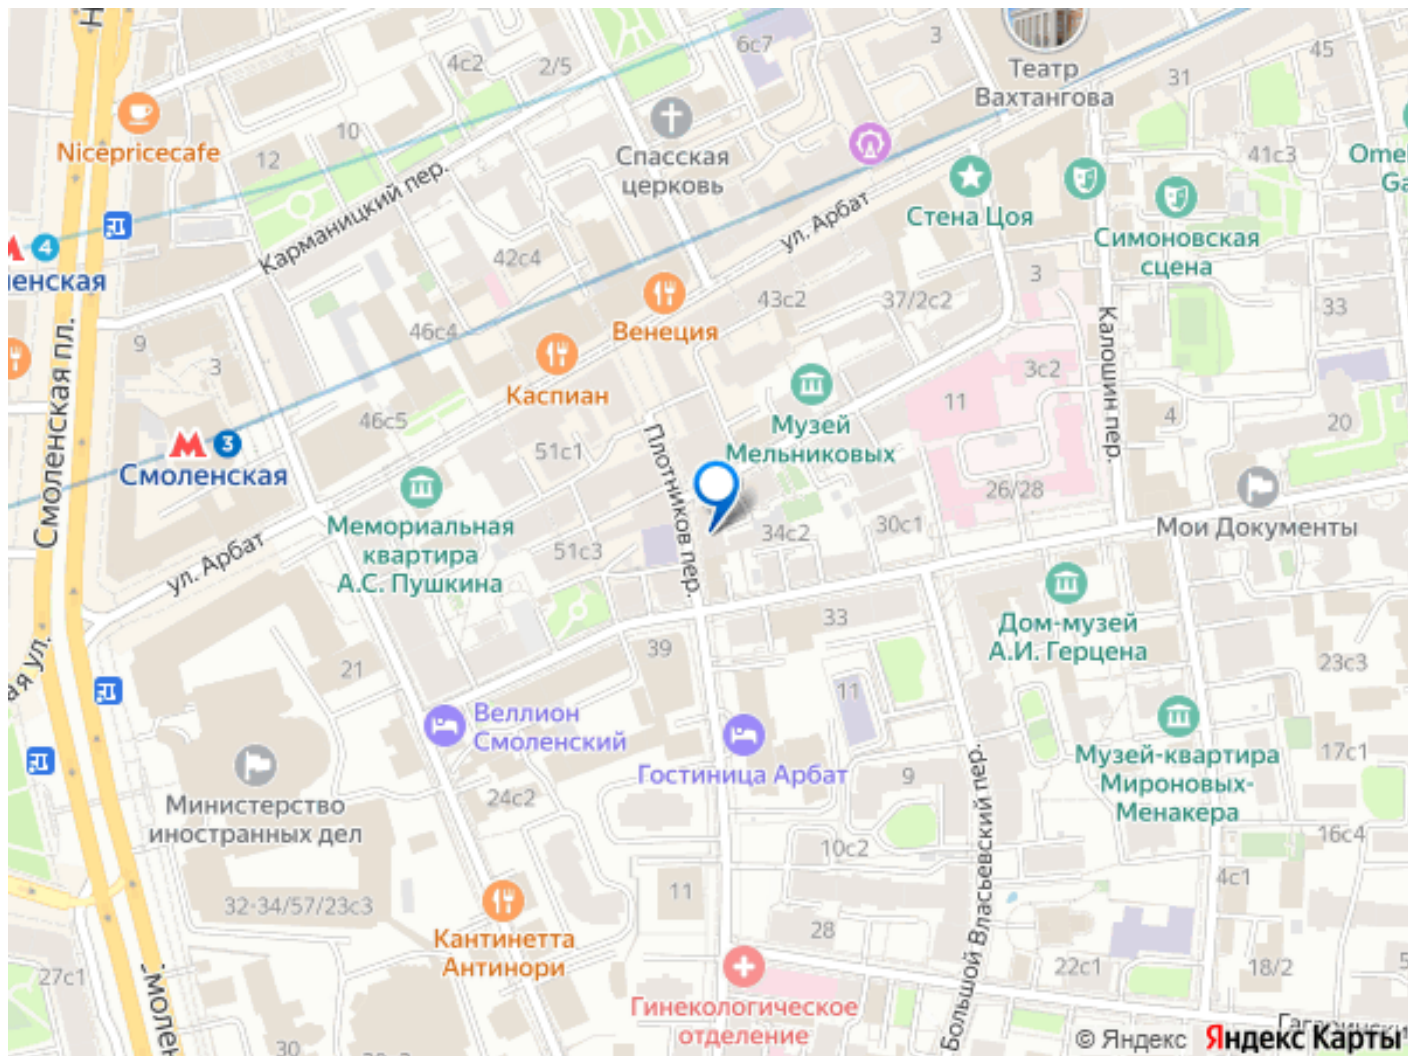 6с7
3
45
4с2
2/5
Театр
Вахтангова
31
Nicepricecafe
10
12
Спасская
церковь
41с3
Карманицкий пер.
ул. Арбат
Стена Цоя
Симоновская
сцена
4
42с4
3
43с2
37/2с2
33
Венеция
46с4
9
3
Смоленская пл.
Каспиан
Калошин пер.
3с2
11
46с5
Музей
Мельниковых
4
20
3
Смоленская
51с1
Плотников пер.
26/28
Мои Документы
Мемориальная
квартира
А.С. Пушкина
ул. Арбат
51с3
34с2
30с1
33
Дом-музей
А.И. Герцена
39
21
11
23с3
Веллион
Смоленский
Гостиница Арбат
Музей-квартира
Мироновых-
Менакера
17с1
9
Министерство
иностранных дел
24с2
10с2
16с4
Большой Власьевский пер.
11
4с1
32-34/57/23с3
28
Кантинетта
Антинори
27с1
22с1
18/2
Гинекологическое
отделение
30
© Яндекс Яндекс Карты